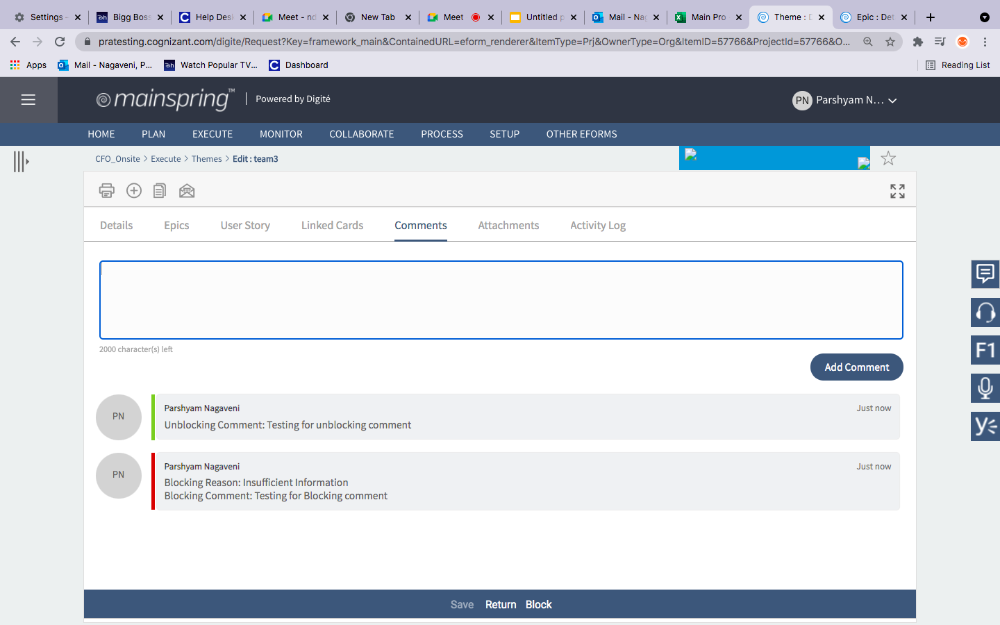 Settings - Bigg Boss Help Desk Meet - nd New Tab Meet Untitled p Mail - Nag Main Pro Theme : D Epic : Det
pratesting.cognizant.com/digite/Request?Key=framework_main&ContainedURL=eform_renderer&ItemType=Prj&OwnerType=Org&ItemID=57766&ProjectId=57766&O...
Apps Mail - Nagaveni, P... Watch Popular TV... Dashboard Reading List
mainspring™ Powered by Digité PN Parshyam N...
HOME PLAN EXECUTE MONITOR COLLABORATE PROCESS SETUP OTHER EFORMS
CFO_Onsite > Execute > Themes > Edit : team3
Details Epics User Story Linked Cards Comments Attachments Activity Log
2000 character(s) left
Add Comment
F1
PN
Parshyam Nagaveni Just now
Unblocking Comment: Testing for unblocking comment
PN
Parshyam Nagaveni Just now
Blocking Reason: Insufficient Information
Blocking Comment: Testing for Blocking comment
Save Return Block